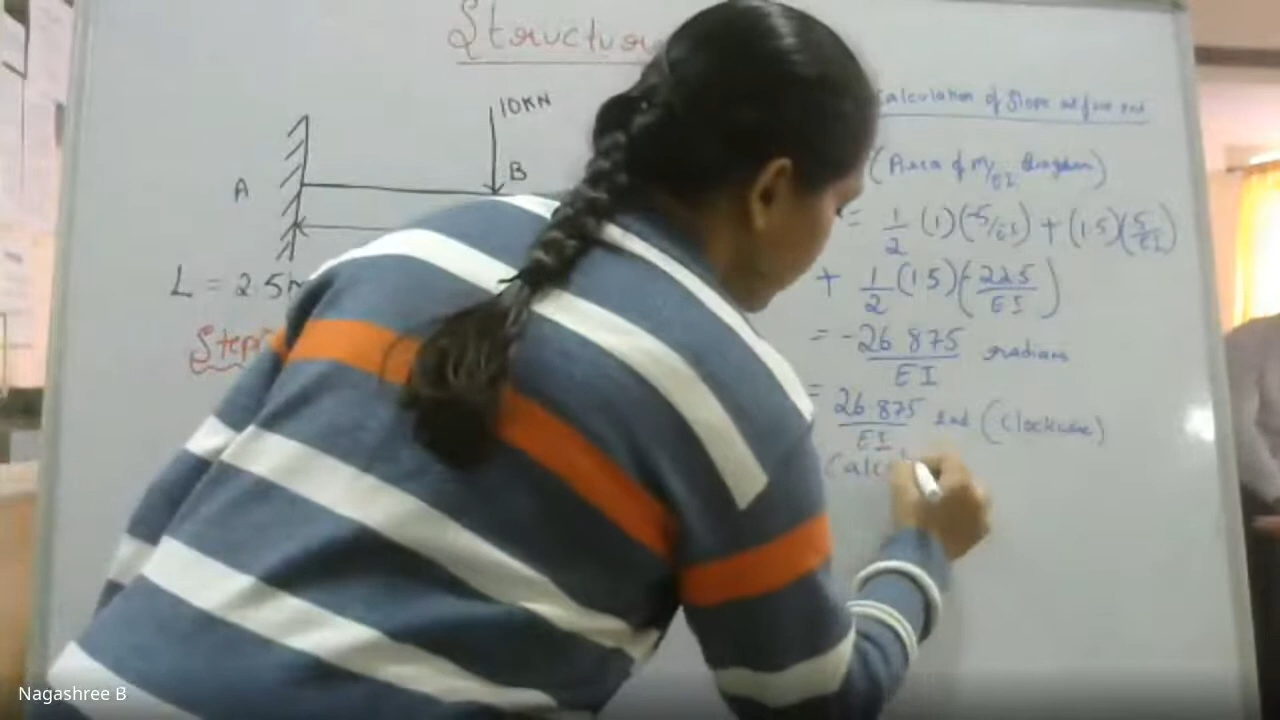 Structur
10KN
B
A
L = 2.5m
Step
Calculation of Slope at free end
(Area of M/EI diagram)
= 1/2 (1)(-5/EI) + (1.5)(-5/EI)
+ 1/2 (1.5)(-22.5/EI)
= -26.875/EI radians
= 26.875/EI rad (Clockwise)
Calc
Nagashree B